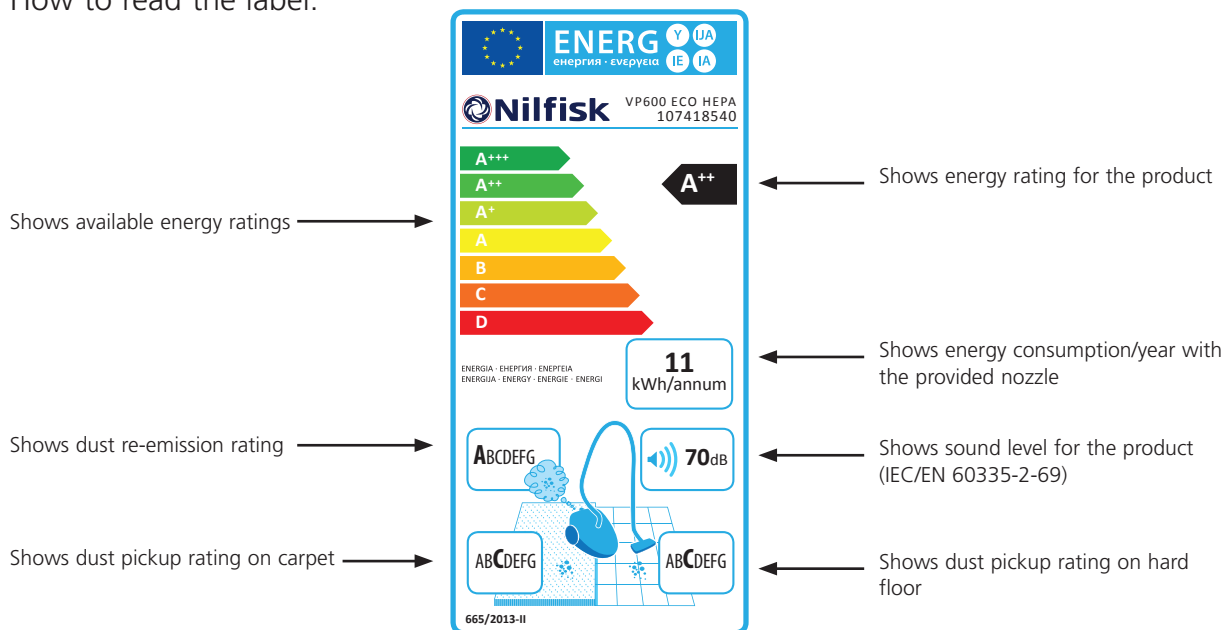 How to read the label:
ENERG
енергия · ενεργεια
Y IJA
IE IA
Nilfisk
VP600 ECO HEPA
107418540
A+++
A++
A+
A
B
C
D
A++
Shows energy rating for the product
Shows available energy ratings
ENERGIA · ЕНЕРГИЯ · ΕΝΕΡΓΕΙΑ
ENERGIJA · ENERGY · ENERGIE · ENERGI
11
kWh/annum
Shows energy consumption/year with
the provided nozzle
Shows dust re-emission rating
ABCDEFG
70dB
Shows sound level for the product
(IEC/EN 60335-2-69)
Shows dust pickup rating on carpet
ABCDEFG
ABCDEFG
Shows dust pickup rating on hard
floor
665/2013-II